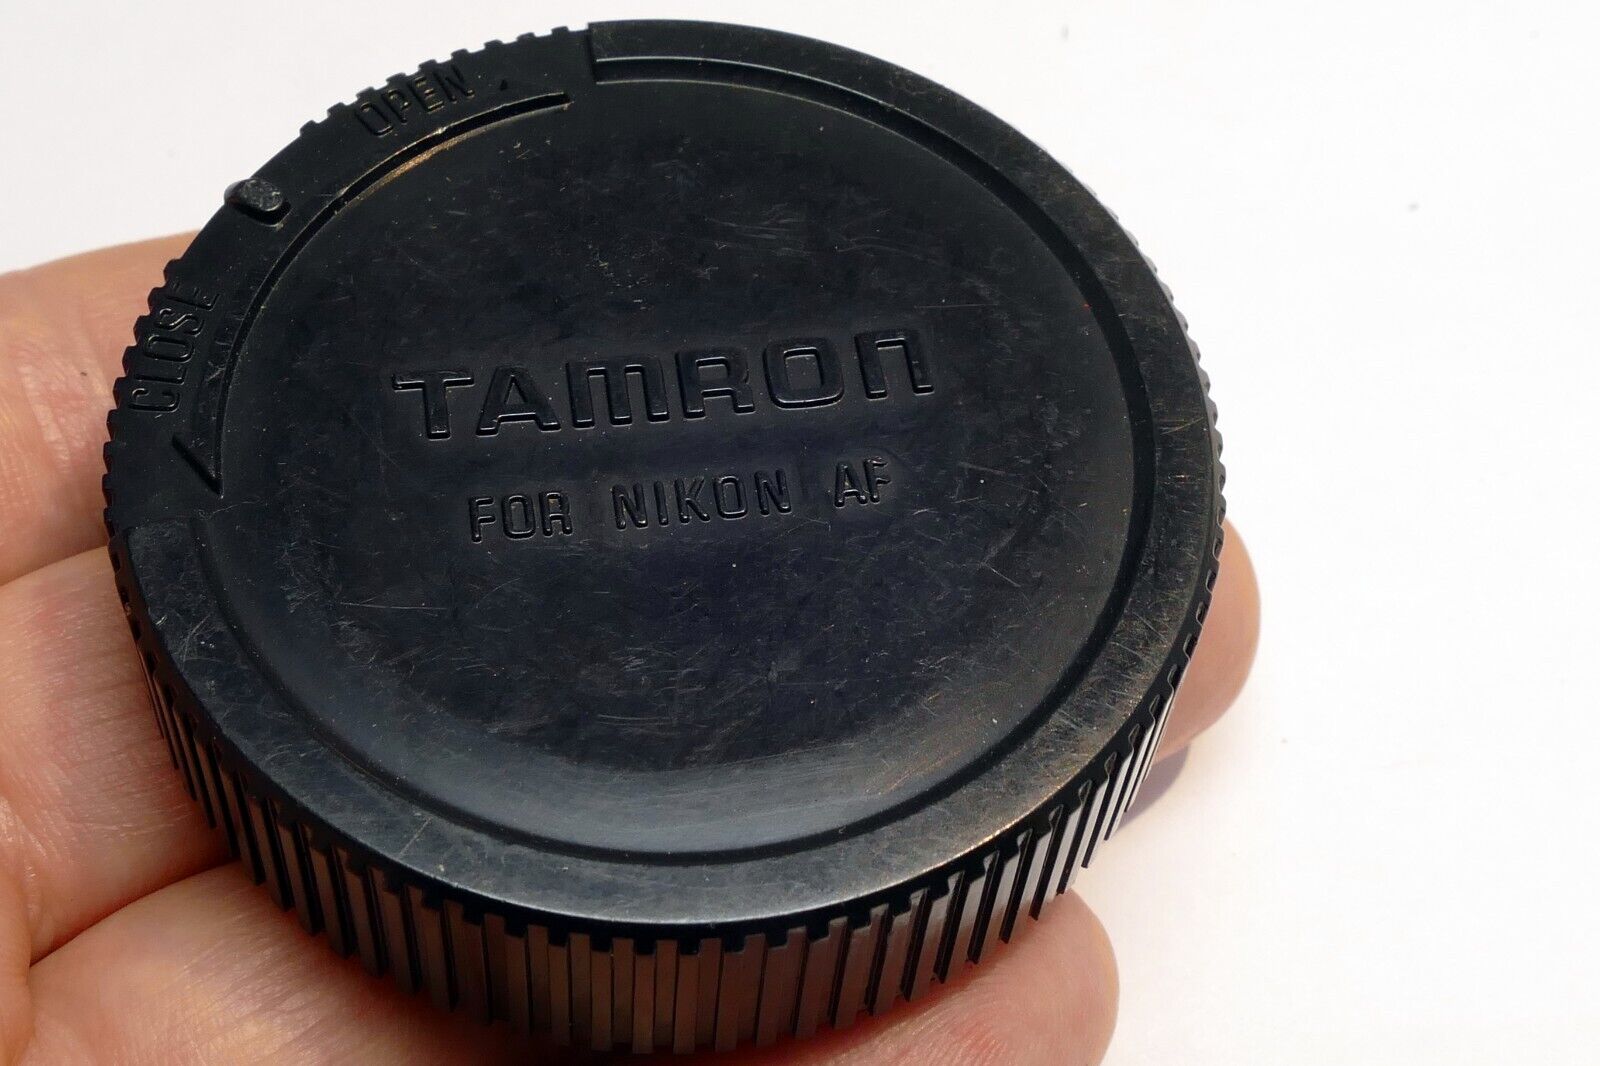 OPEN
CLOSE
TAMRON
FOR NIKON AF